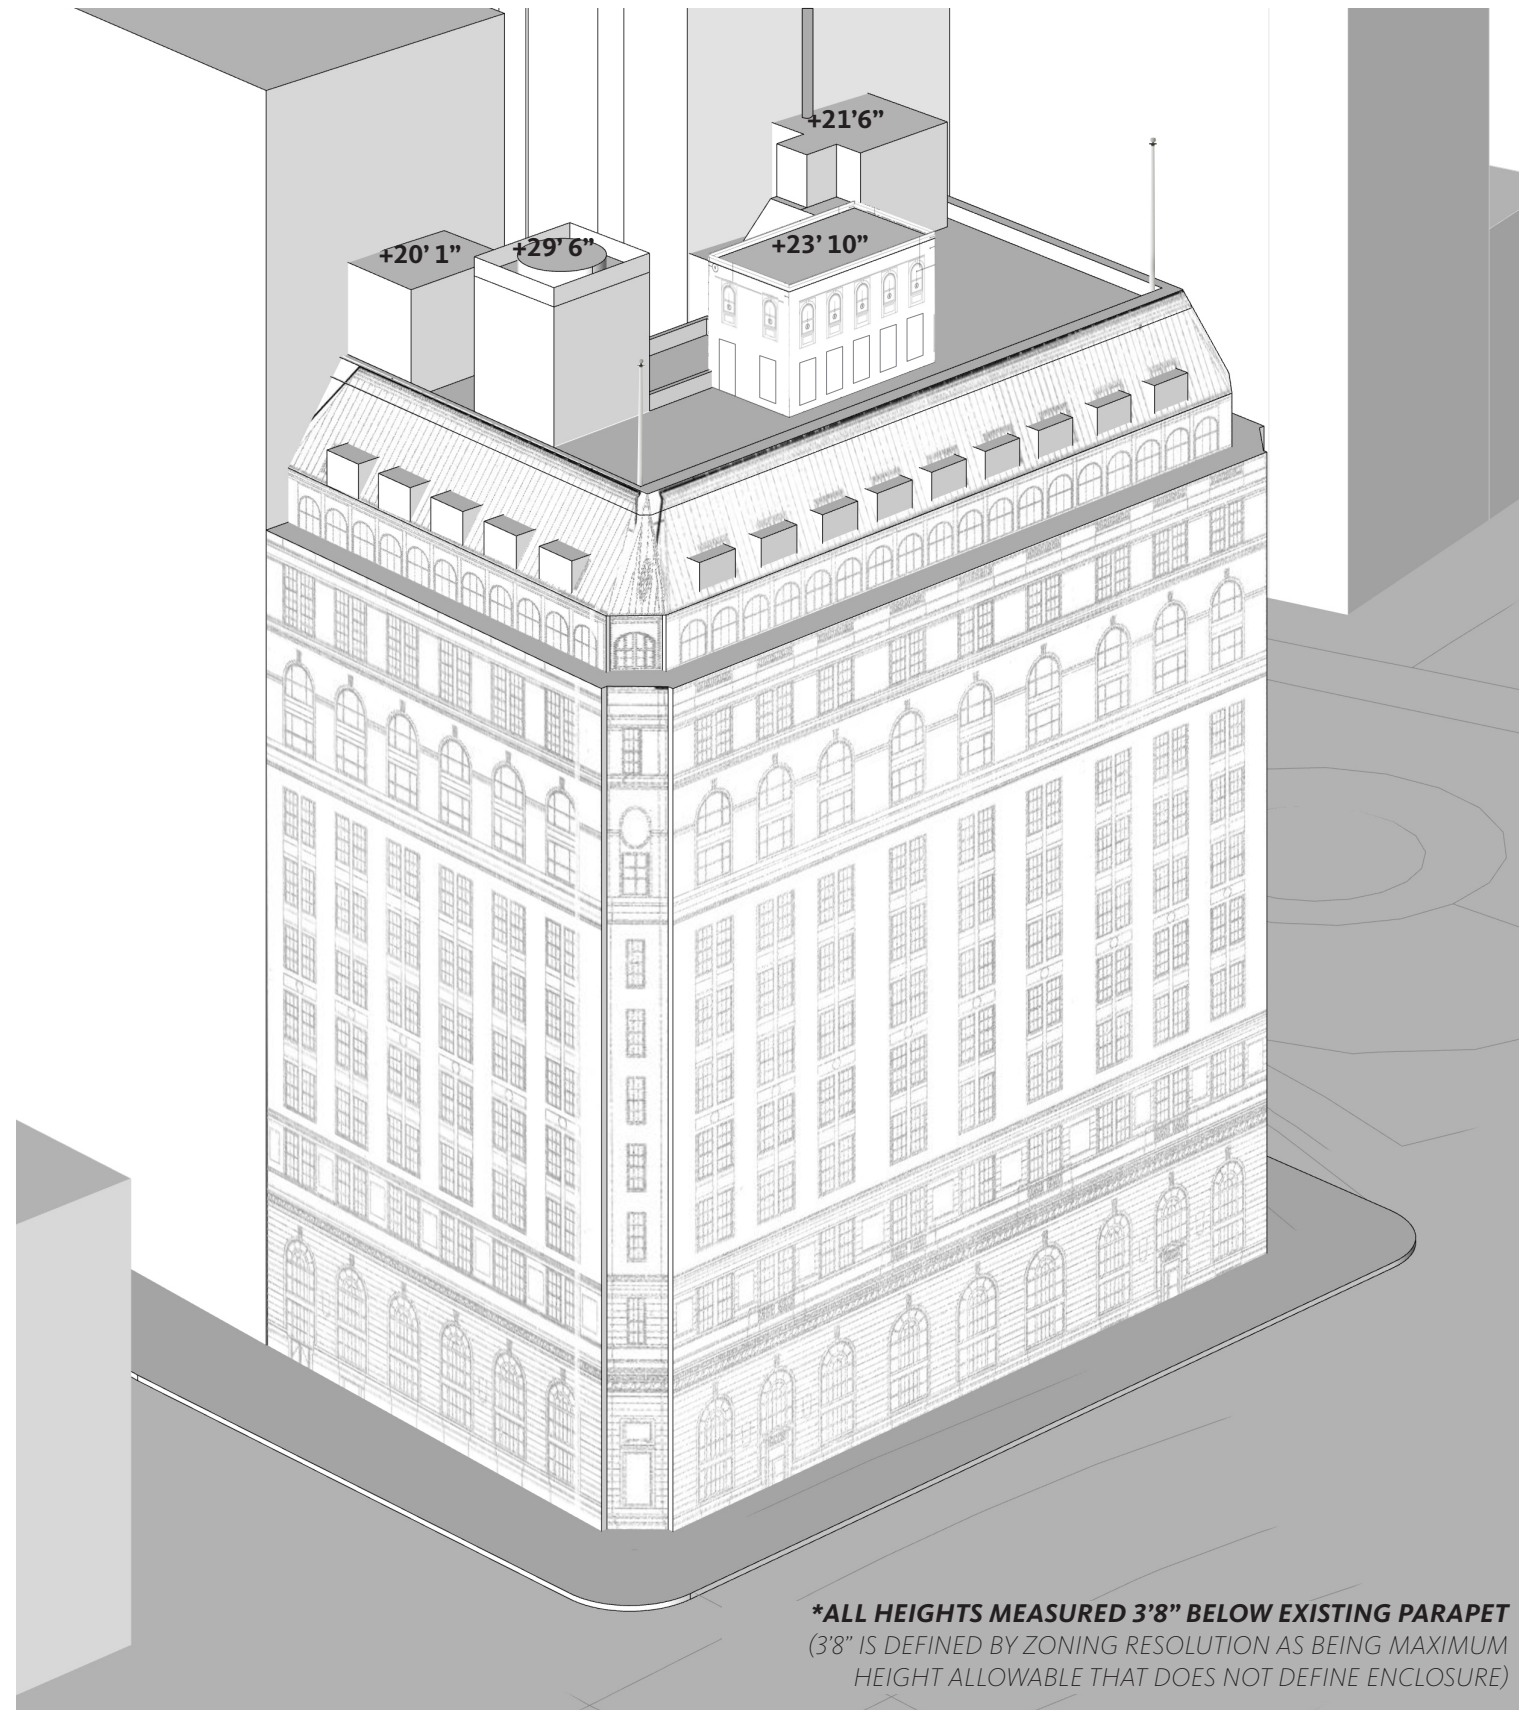 +21’6”
+20’ 1”
+29’ 6”
+23’ 10”
*ALL HEIGHTS MEASURED 3’8” BELOW EXISTING PARAPET
(3’8” IS DEFINED BY ZONING RESOLUTION AS BEING MAXIMUM
HEIGHT ALLOWABLE THAT DOES NOT DEFINE ENCLOSURE)